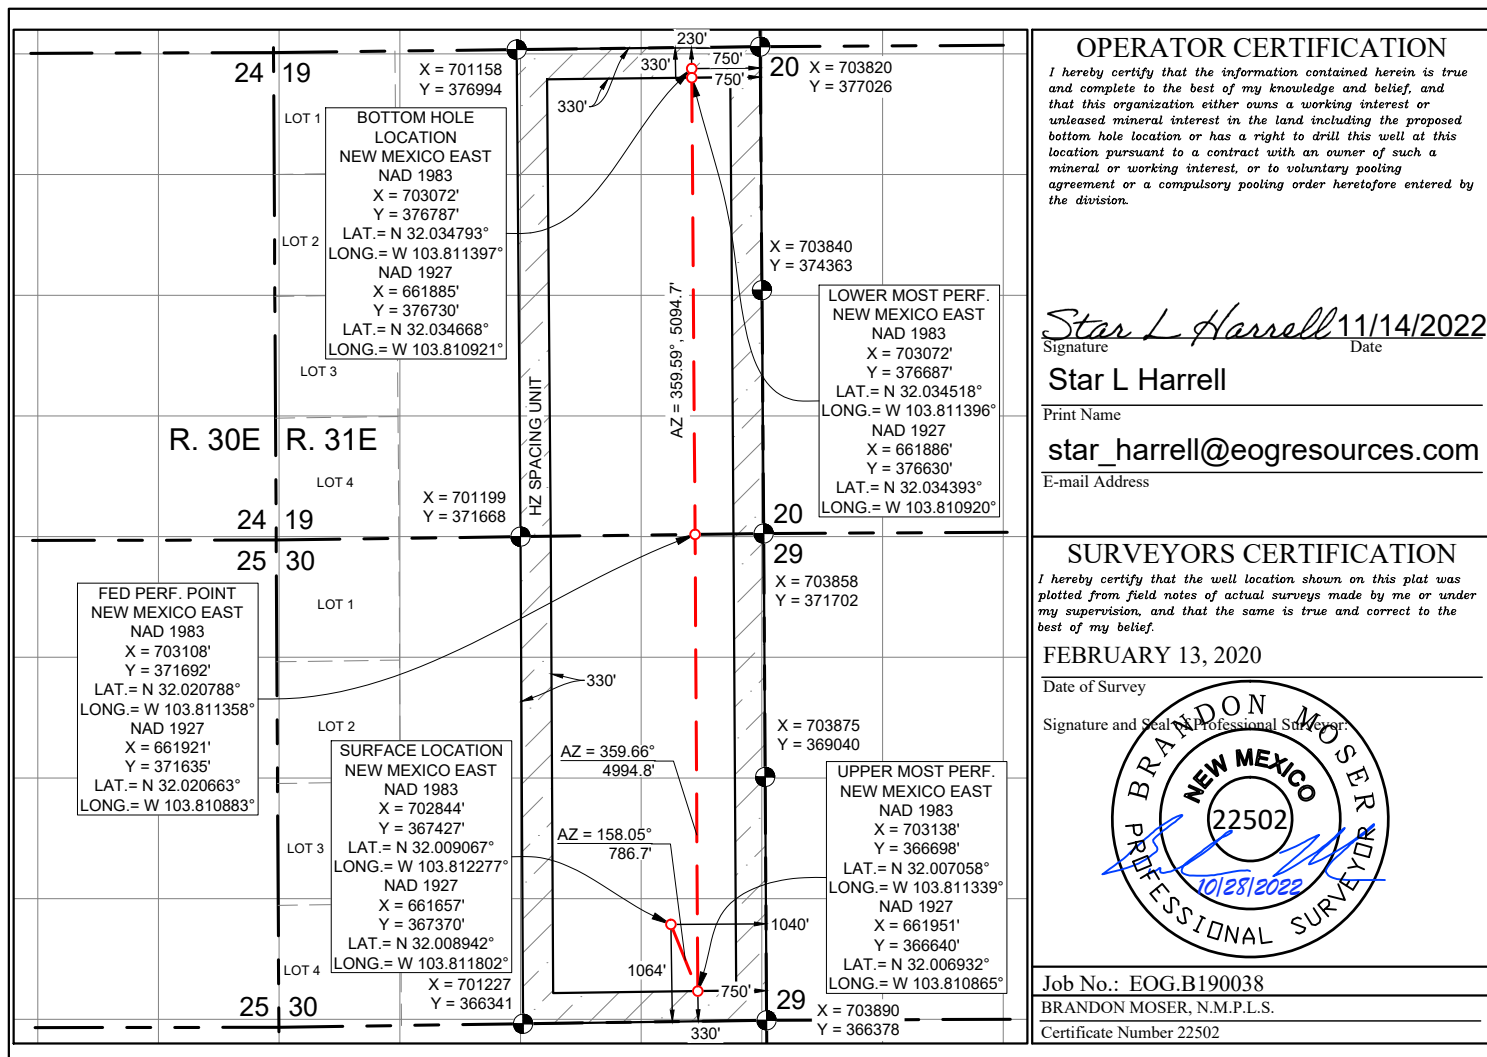 24 19
X = 701158
Y = 376994
230'
330'
750'
750'
20
X = 703820
Y = 377026
330'
LOT 1
BOTTOM HOLE
LOCATION
NEW MEXICO EAST
NAD 1983
X = 703072'
Y = 376787'
LAT.= N 32.034793°
LONG.= W 103.811397°
NAD 1927
X = 661885'
Y = 376730'
LAT.= N 32.034668°
LONG.= W 103.810921°
LOT 2
LOT 3
LOT 4
X = 703840
Y = 374363
AZ = 359.59°, 5094.7'
HZ SPACING UNIT
LOWER MOST PERF.
NEW MEXICO EAST
NAD 1983
X = 703072'
Y = 376687'
LAT.= N 32.034518°
LONG.= W 103.811396°
NAD 1927
X = 661886'
Y = 376630'
LAT.= N 32.034393°
LONG.= W 103.810920°
R. 30E R. 31E
X = 701199
Y = 371668
24 19
25 30
20
29
X = 703858
Y = 371702
FED PERF. POINT
NEW MEXICO EAST
NAD 1983
X = 703108'
Y = 371692'
LAT.= N 32.020788°
LONG.= W 103.811358°
NAD 1927
X = 661921'
Y = 371635'
LAT.= N 32.020663°
LONG.= W 103.810883°
LOT 1
LOT 2
330'
X = 703875
Y = 369040
SURFACE LOCATION
NEW MEXICO EAST
NAD 1983
X = 702844'
Y = 367427'
LAT.= N 32.009067°
LONG.= W 103.812277°
NAD 1927
X = 661657'
Y = 367370'
LAT.= N 32.008942°
LONG.= W 103.811802°
AZ = 359.66°
4994.8'
AZ = 158.05°
786.7'
UPPER MOST PERF.
NEW MEXICO EAST
NAD 1983
X = 703138'
Y = 366698'
LAT.= N 32.007058°
LONG.= W 103.811339°
NAD 1927
X = 661951'
Y = 366640'
LAT.= N 32.006932°
LONG.= W 103.810865°
LOT 3
LOT 4
1040'
1064'
750'
330'
X = 701227
Y = 366341
25 30
29
X = 703890
Y = 366378
OPERATOR CERTIFICATION
I hereby certify that the information contained herein is true
and complete to the best of my knowledge and belief, and
that this organization either owns a working interest or
unleased mineral interest in the land including the proposed
bottom hole location or has a right to drill this well at this
location pursuant to a contract with an owner of such a
mineral or working interest, or to voluntary pooling
agreement or a compulsory pooling order heretofore entered by
the division.
Star L Harrell 11/14/2022
Signature Date
Star L Harrell
Print Name
star_harrell@eogresources.com
E-mail Address
SURVEYORS CERTIFICATION
I hereby certify that the well location shown on this plat was
plotted from field notes of actual surveys made by me or under
my supervision, and that the same is true and correct to the
best of my belief.
FEBRUARY 13, 2020
Date of Survey
Signature and Seal of Professional Surveyor:
BRANDON MOSER
NEW MEXICO
22502
10/28/2022
PROFESSIONAL SURVEYOR
Job No.: EOG.B190038
BRANDON MOSER, N.M.P.L.S.
Certificate Number 22502